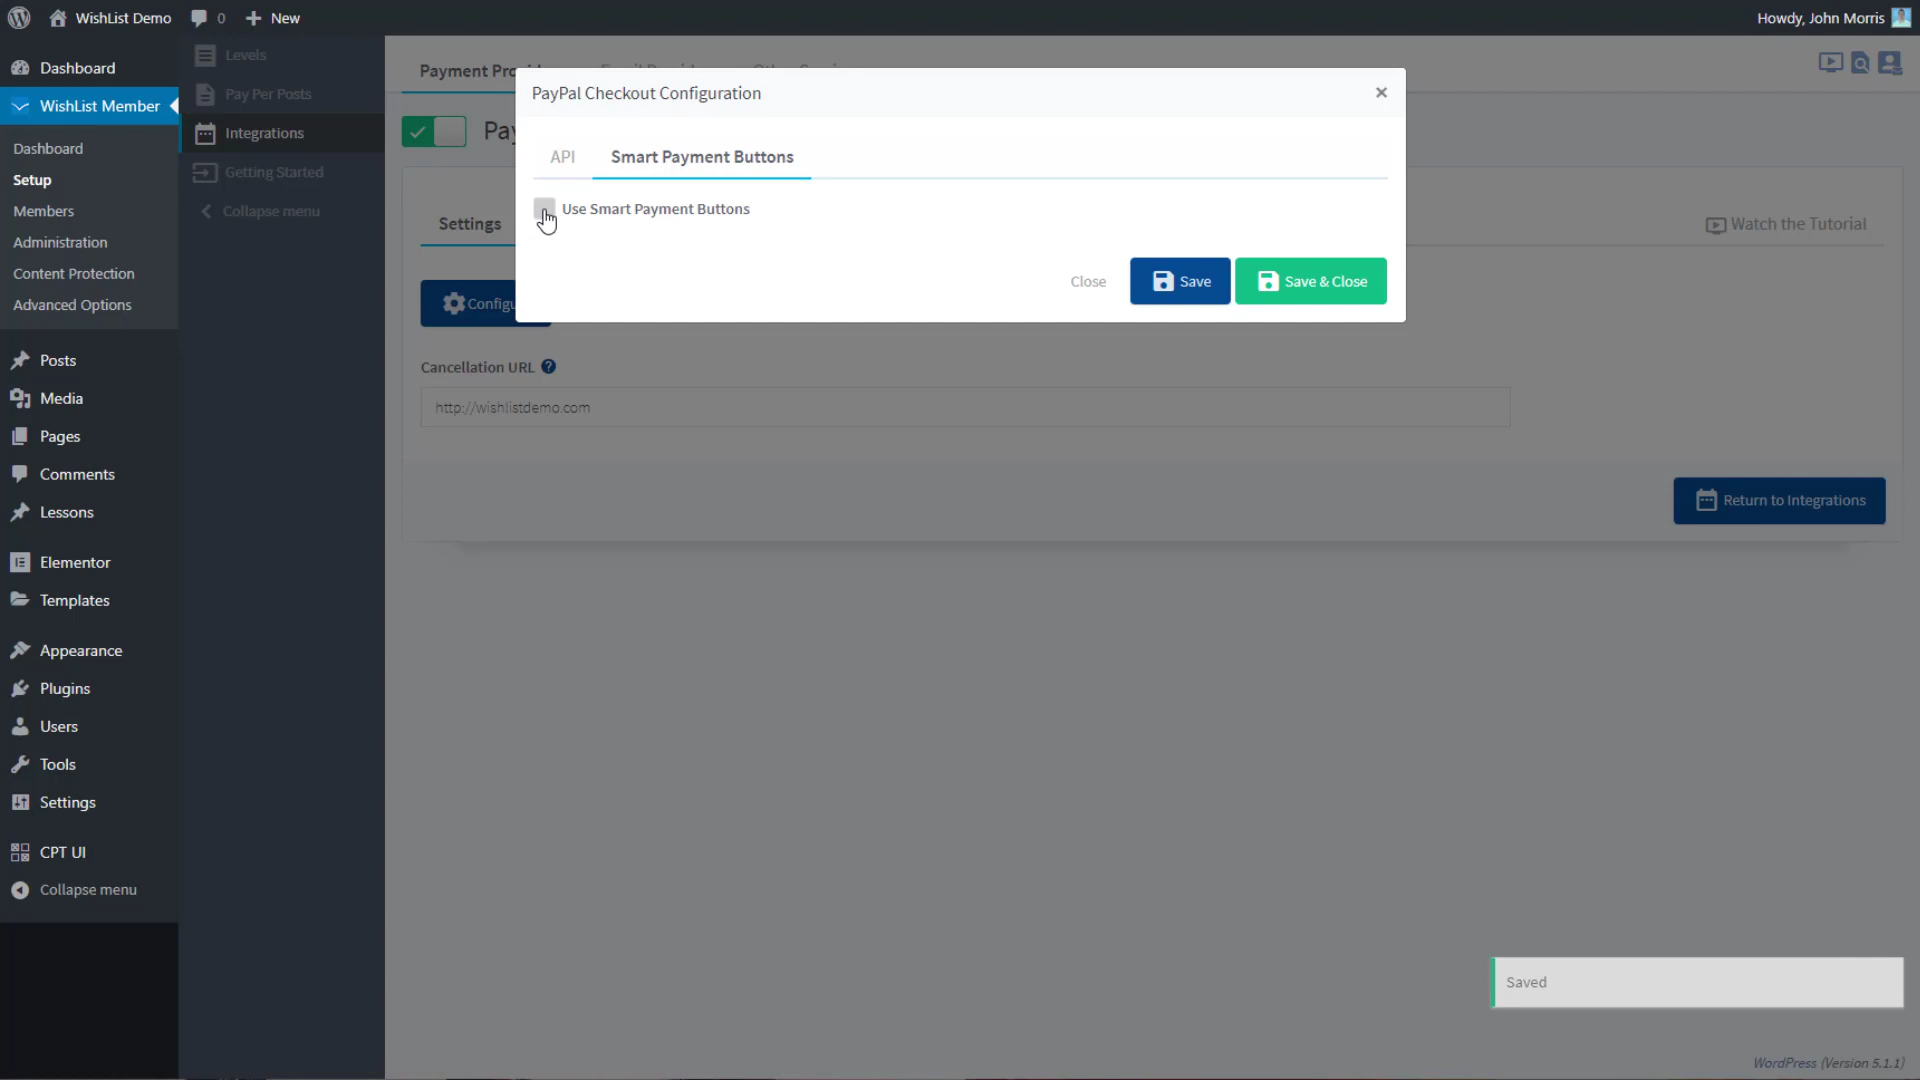 WishList Demo 0 New Howdy, John Morris
Dashboard
WishList Member
Dashboard
Setup
Members
Administration
Content Protection
Advanced Options
Posts
Media
Pages
Comments
Lessons
Elementor
Templates
Appearance
Plugins
Users
Tools
Settings
CPT UI
Collapse menu
Levels
Pay Per Posts
Integrations
Getting Started
Collapse menu
Payment
PayPal Checkout Configuration ×
API Smart Payment Buttons
Use Smart Payment Buttons
Close Save Save & Close
Settings Watch the Tutorial
Cancellation URL ?
http://wishlistdemo.com
Return to Integrations
Saved
WordPress (Version 5.1.1)